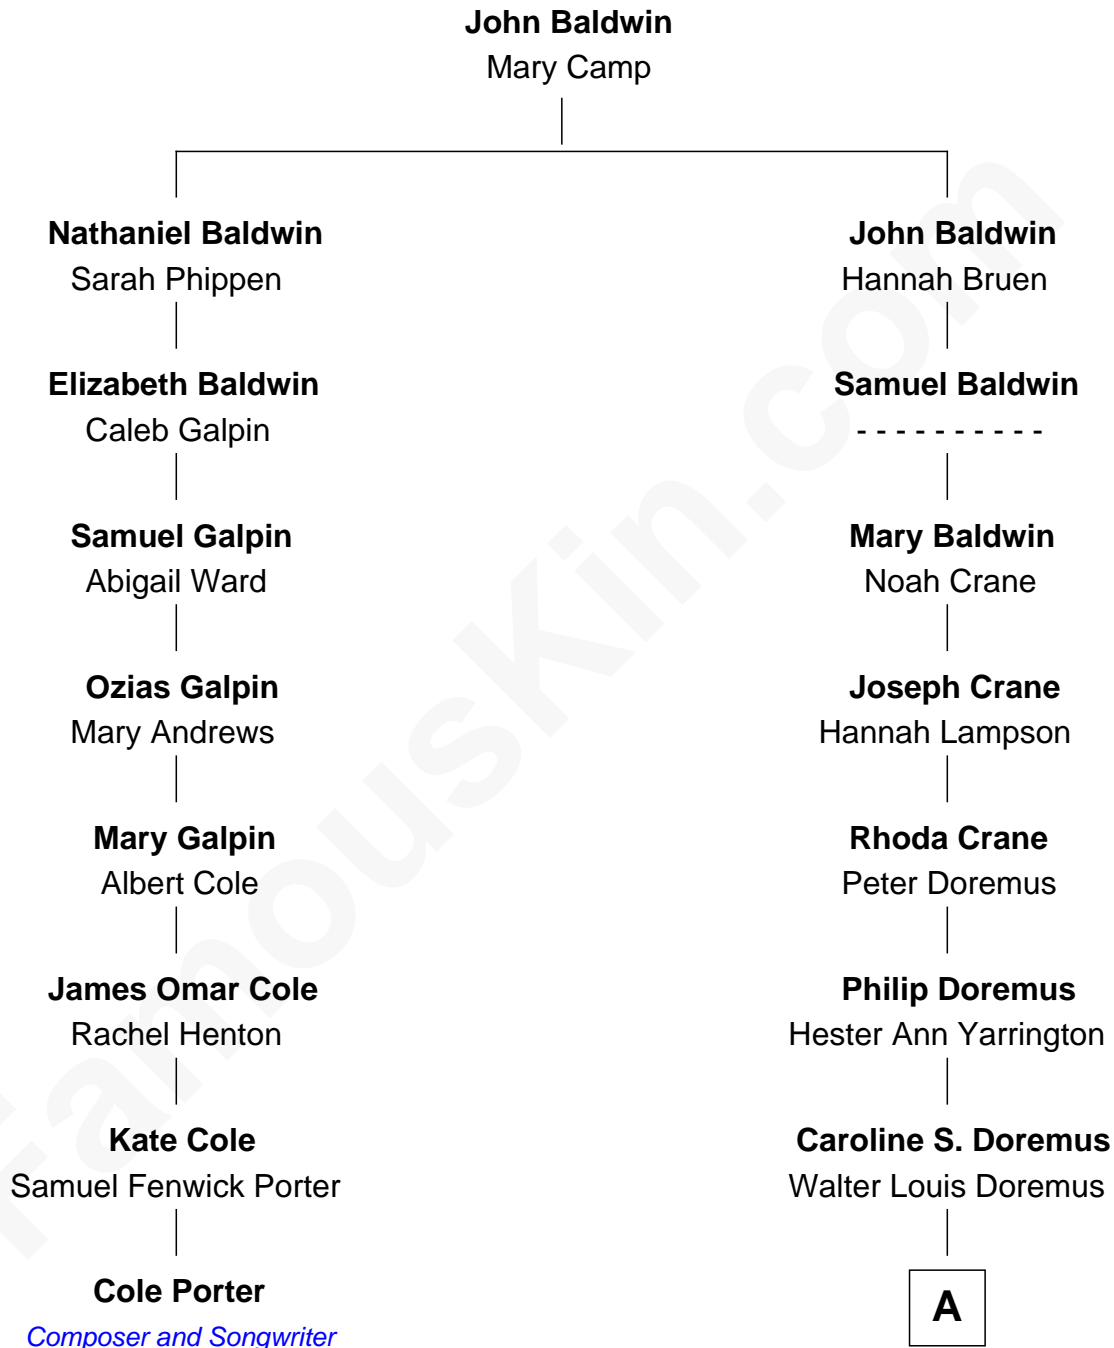 John Baldwin
Mary Camp
Nathaniel Baldwin
Sarah Phippen
Elizabeth Baldwin
Caleb Galpin
Samuel Galpin
Abigail Ward
Ozias Galpin
Mary Andrews
Mary Galpin
Albert Cole
James Omar Cole
Rachel Henton
Kate Cole
Samuel Fenwick Porter
Cole Porter
Composer and Songwriter
John Baldwin
Hannah Bruen
Samuel Baldwin
- - - - - - - - - -
Mary Baldwin
Noah Crane
Joseph Crane
Hannah Lampson
Rhoda Crane
Peter Doremus
Philip Doremus
Hester Ann Yarrington
Caroline S. Doremus
Walter Louis Doremus
A
FamousKin.com